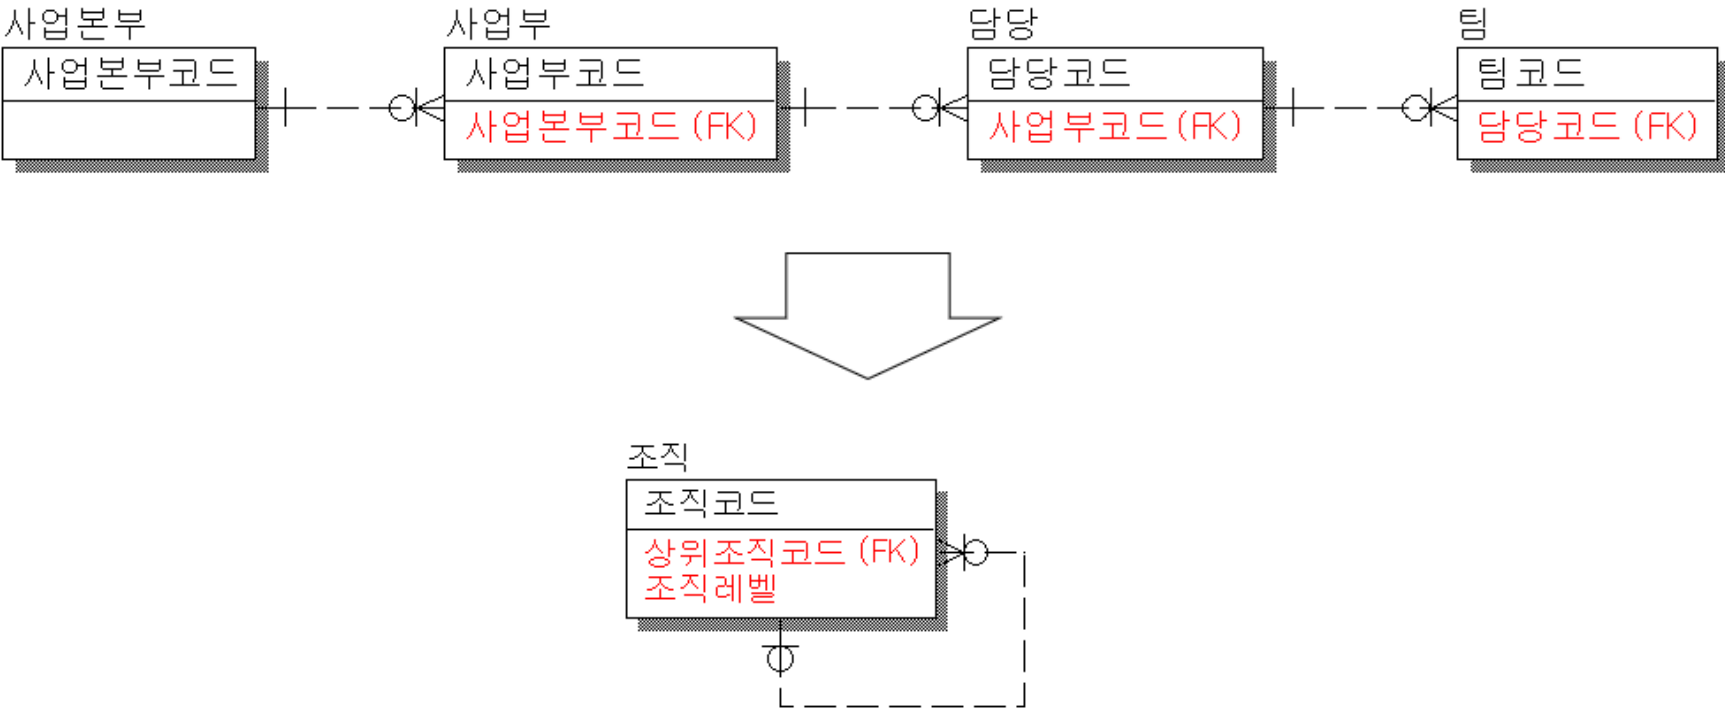 사업본부
사업본부코드
사업부
사업부코드
사업본부코드 (FK)
담당
담당코드
사업부코드 (FK)
팀
팀코드
담당코드 (FK)
조직
조직코드
상위조직코드 (FK)
조직레벨